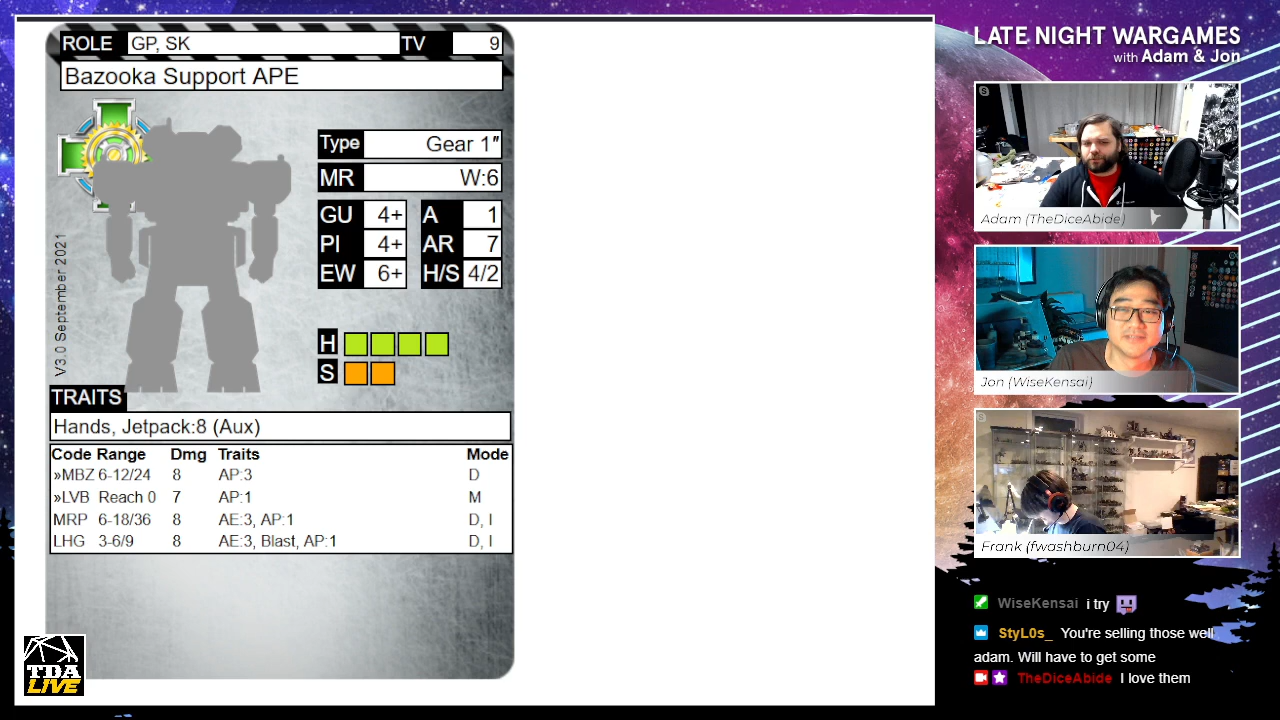 ROLE GP, SK TV 9
Bazooka Support APE
Type Gear 1"
MR W:6
GU 4+ A 1
PI 4+ AR 7
EW 6+ H/S 4/2
V3.0 September 2021
H
S
TRAITS
Hands, Jetpack:8 (Aux)
Code Range Dmg Traits Mode
»MBZ 6-12/24 8 AP:3 D
»LVB Reach 0 7 AP:1 M
MRP 6-18/36 8 AE:3, AP:1 D, I
LHG 3-6/9 8 AE:3, Blast, AP:1 D, I
TDA
LIVE
LATE NIGHT WARGAMES
with Adam & Jon
Adam (TheDiceAbide)
Jon (WiseKensai)
Frank (fwashburn04)
WiseKensai i try
StyL0s_ You're selling those well
adam. Will have to get some
TheDiceAbide I love them